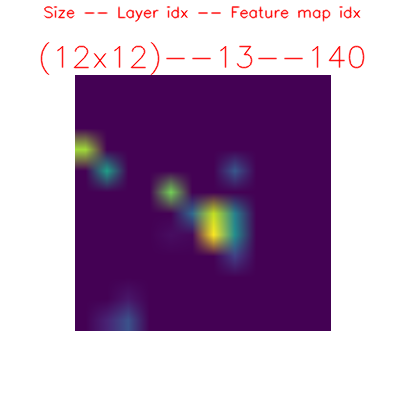 Size -- Layer idx -- Feature map idx
(12x12)--13--140